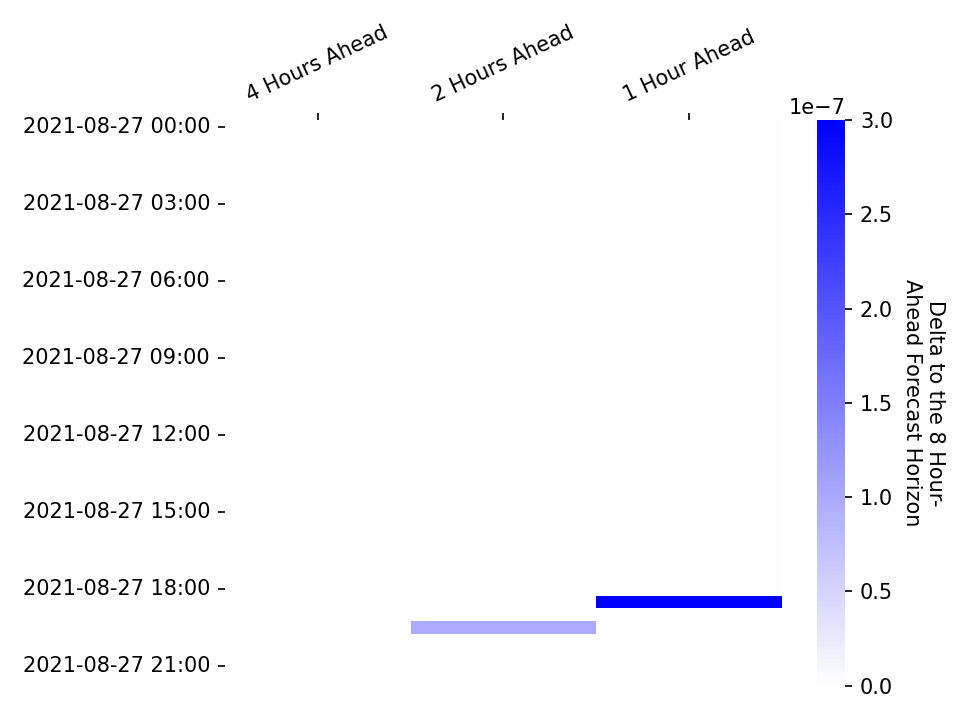 4 Hours Ahead
2 Hours Ahead
1 Hour Ahead
1e−7
2021-08-27 00:00
2021-08-27 03:00
2021-08-27 06:00
2021-08-27 09:00
2021-08-27 12:00
2021-08-27 15:00
2021-08-27 18:00
2021-08-27 21:00
3.0
2.5
2.0
1.5
1.0
0.5
0.0
Delta to the 8 Hour-
Ahead Forecast Horizon